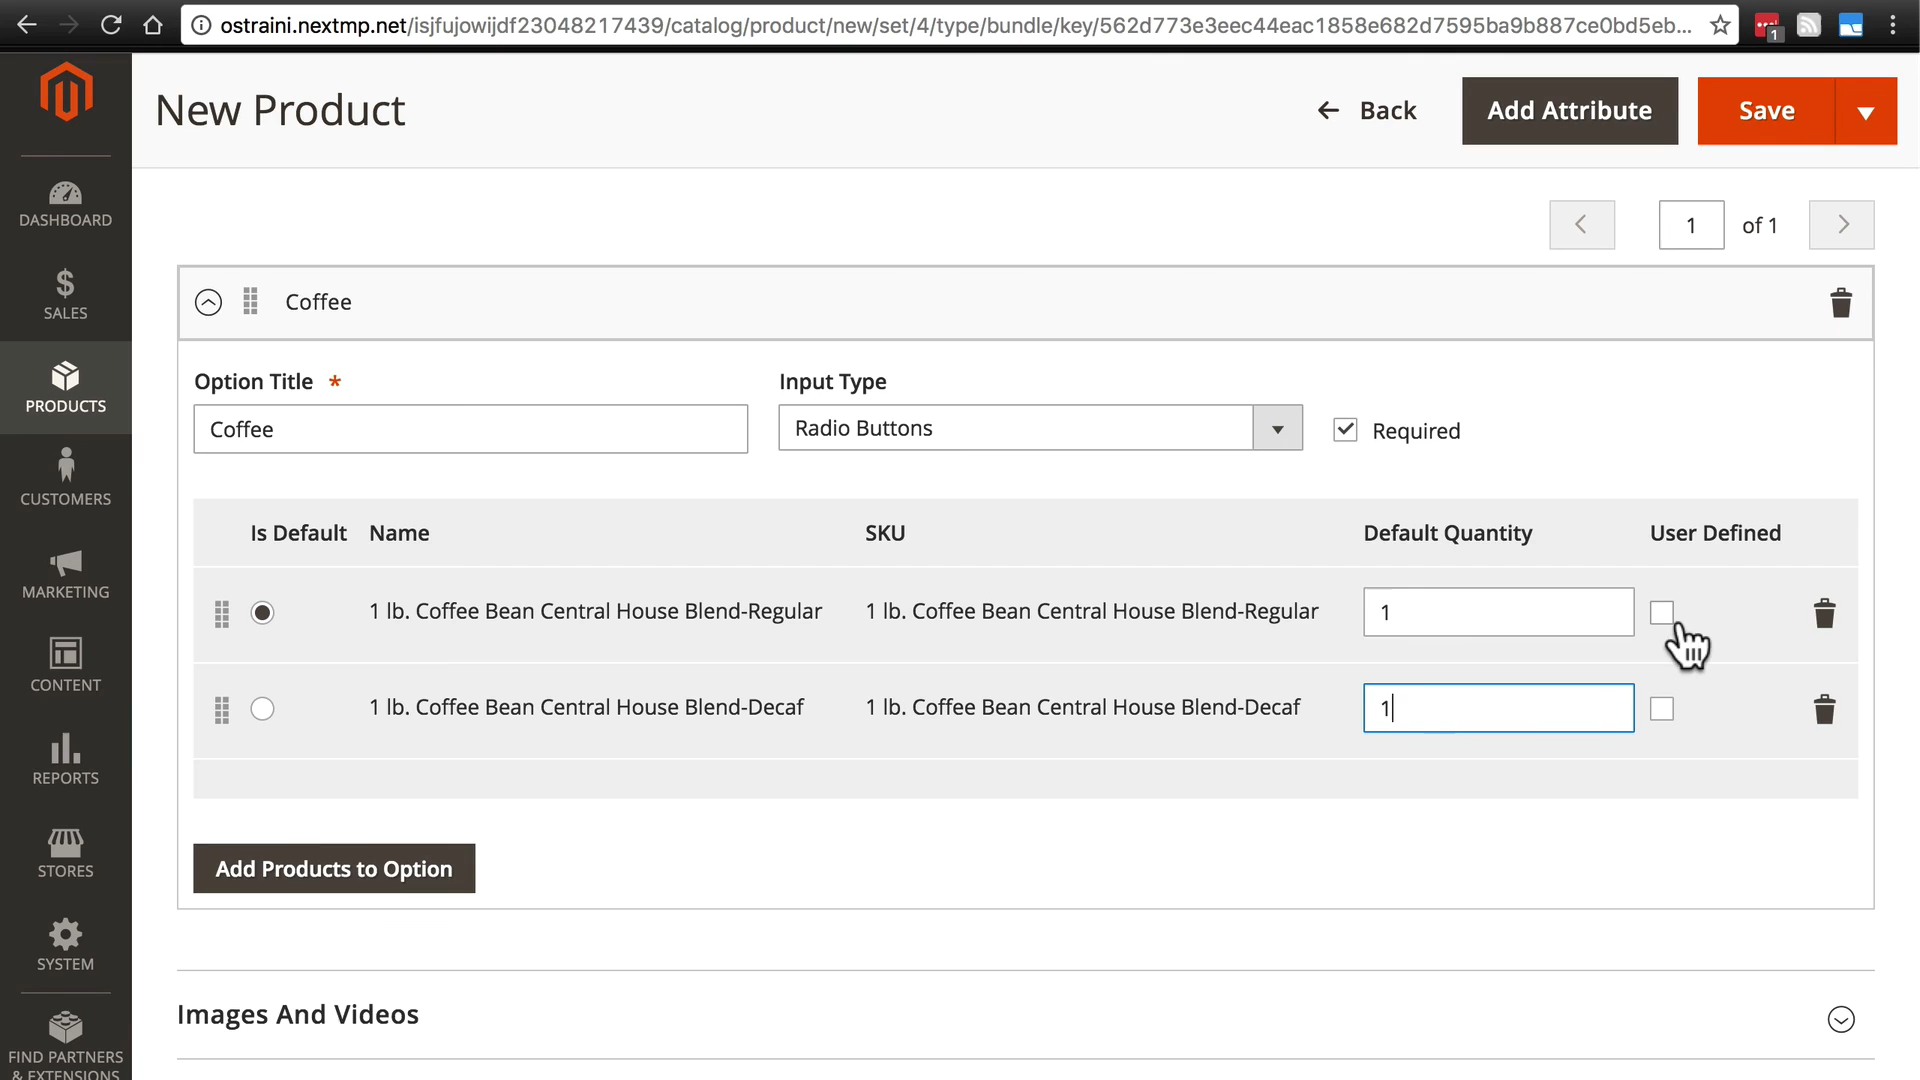 ostraini.nextmp.net/isjfujowijdf23048217439/catalog/product/new/set/4/type/bundle/key/562d773e3eec44eac1858e682d7595ba9b887ce0bd5eb...
1
New Product
Back
Add Attribute
Save
DASHBOARD
SALES
PRODUCTS
CUSTOMERS
MARKETING
CONTENT
REPORTS
STORES
SYSTEM
FIND PARTNERS
& EXTENSIONS
1 of 1
Coffee
Option Title *
Input Type
Coffee
Radio Buttons
Required
Is Default Name SKU Default Quantity User Defined
1 lb. Coffee Bean Central House Blend-Regular 1 lb. Coffee Bean Central House Blend-Regular 1
1 lb. Coffee Bean Central House Blend-Decaf 1 lb. Coffee Bean Central House Blend-Decaf 1
Add Products to Option
Images And Videos